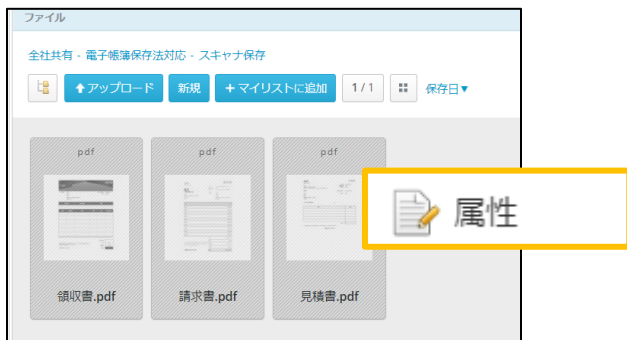 ファイル
全社共有 - 電子帳簿保存法対応 - スキャナ保存
アップロード 新規 + マイリストに追加 1 / 1 保存日▼
pdf pdf pdf
領収書.pdf 請求書.pdf 見積書.pdf
属性